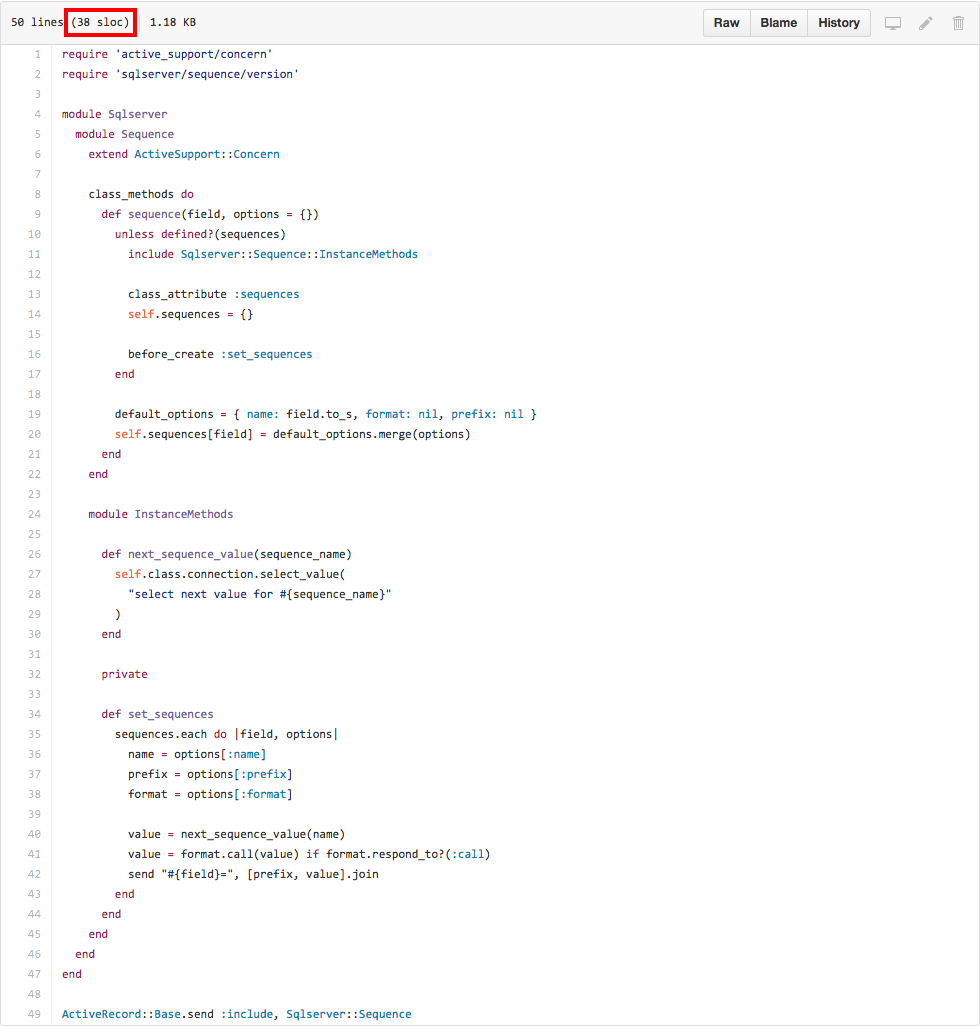 50 lines (38 sloc) 1.18 KB Raw Blame History
1 require 'active_support/concern'
2 require 'sqlserver/sequence/version'
3
4 module Sqlserver
5   module Sequence
6     extend ActiveSupport::Concern
7
8     class_methods do
9       def sequence(field, options = {})
10         unless defined?(sequences)
11           include Sqlserver::Sequence::InstanceMethods
12
13           class_attribute :sequences
14           self.sequences = {}
15
16           before_create :set_sequences
17         end
18
19         default_options = { name: field.to_s, format: nil, prefix: nil }
20         self.sequences[field] = default_options.merge(options)
21       end
22     end
23
24     module InstanceMethods
25
26       def next_sequence_value(sequence_name)
27         self.class.connection.select_value(
28           "select next value for #{sequence_name}"
29         )
30       end
31
32       private
33
34       def set_sequences
35         sequences.each do |field, options|
36           name = options[:name]
37           prefix = options[:prefix]
38           format = options[:format]
39
40           value = next_sequence_value(name)
41           value = format.call(value) if format.respond_to?(:call)
42           send "#{field}=", [prefix, value].join
43         end
44       end
45     end
46   end
47 end
48
49 ActiveRecord::Base.send :include, Sqlserver::Sequence